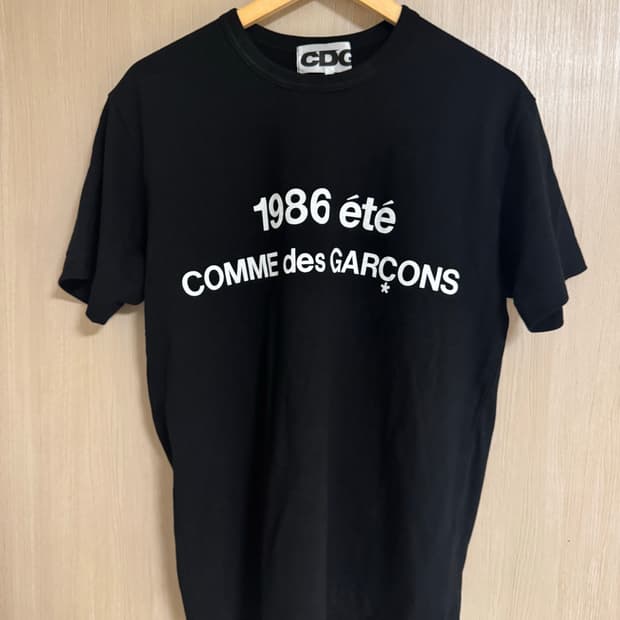 CDG
1986 été
COMME des GARÇONS
*